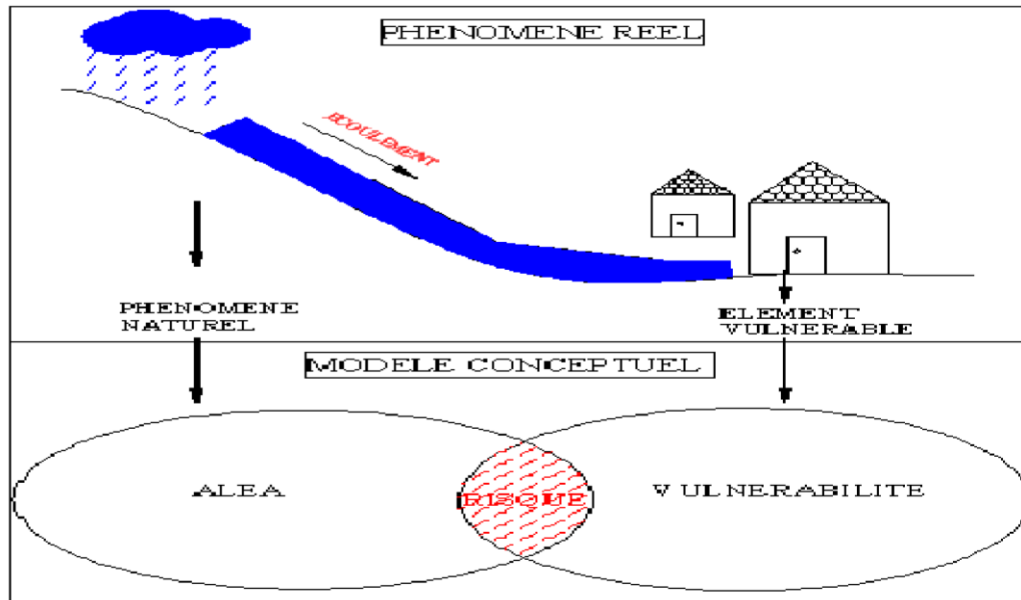 PHENOMENE REEL
ECOULEMENT
PHENOMENE
NATUREL
ELEMENT
VULNERABLE
MODELE CONCEPTUEL
ALEA
RISQUE
VULNERABILITE